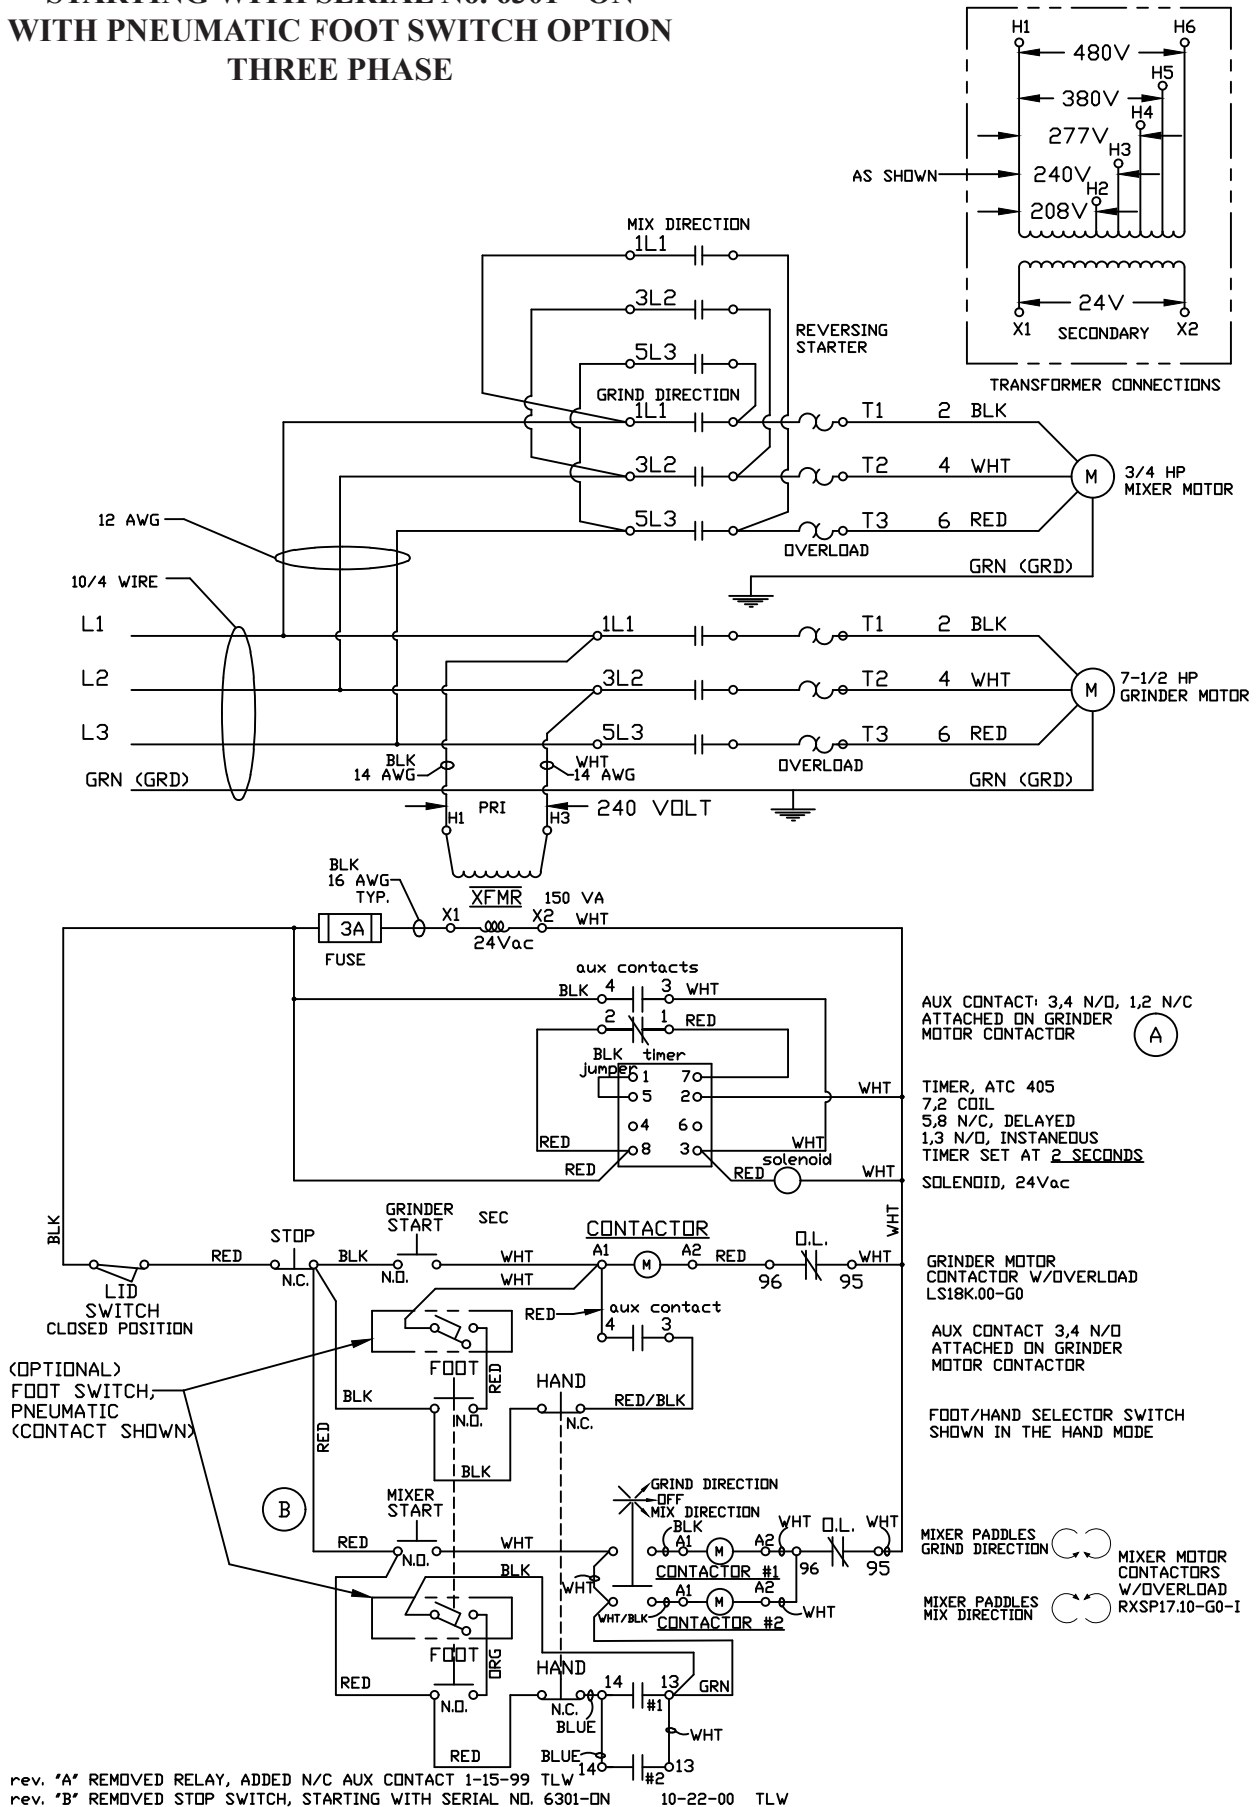 WITH PNEUMATIC FOOT SWITCH OPTION
THREE PHASE
H1
H6
480V
H5
380V
H4
277V
H3
AS SHOWN
240V
H2
208V
24V
X1
SECONDARY
X2
TRANSFORMER CONNECTIONS
MIX DIRECTION
1L1
3L2
REVERSING
STARTER
5L3
GRIND DIRECTION
1L1
T1
2
BLK
3L2
T2
4
WHT
M
3/4 HP
MIXER MOTOR
5L3
T3
6
RED
OVERLOAD
GRN (GRD)
12 AWG
10/4 WIRE
L1
1L1
T1
2
BLK
L2
3L2
T2
4
WHT
M
7-1/2 HP
GRINDER MOTOR
L3
5L3
T3
6
RED
OVERLOAD
BLK
14 AWG
WHT
14 AWG
GRN (GRD)
GRN (GRD)
PRI
240 VOLT
H1
H3
BLK
16 AWG
TYP.
XFMR
150 VA
X1
X2
WHT
3A
FUSE
24Vac
aux contacts
BLK
4
3
WHT
2
1
RED
BLK
jumper
timer
1
7
5
2
WHT
4
6
RED
8
3
WHT
RED
solenoid
RED
WHT
AUX CONTACT: 3,4 N/O, 1,2 N/C
ATTACHED ON GRINDER
MOTOR CONTACTOR
A
TIMER, ATC 405
7,2 COIL
5,8 N/C, DELAYED
1,3 N/O, INSTANEOUS
TIMER SET AT 2 SECONDS
SOLENOID, 24Vac
BLK
WHT
GRINDER
START
SEC
STOP
CONTACTOR
RED
BLK
WHT
A1
M
A2
RED
O.L.
WHT
N.C.
N.O.
WHT
96
95
LID
SWITCH
CLOSED POSITION
RED
aux contact
4
3
GRINDER MOTOR
CONTACTOR W/OVERLOAD
LS18K.00-G0
AUX CONTACT 3,4 N/O
ATTACHED ON GRINDER
MOTOR CONTACTOR
(OPTIONAL)
FOOT SWITCH,
PNEUMATIC
(CONTACT SHOWN)
FOOT
RED
HAND
BLK
RED/BLK
N.O.
N.C.
RED
BLK
FOOT/HAND SELECTOR SWITCH
SHOWN IN THE HAND MODE
B
MIXER
START
GRIND DIRECTION
OFF
MIX DIRECTION
RED
WHT
BLK
A1
M
A2
WHT
O.L.
WHT
N.O.
BLK
CONTACTOR #1
96
95
WHT
A1
M
A2
WHT/BLK
CONTACTOR #2
WHT
MIXER PADDLES
GRIND DIRECTION
MIXER PADDLES
MIX DIRECTION
MIXER MOTOR
CONTACTORS
W/OVERLOAD
RXSP17.10-G0-I
FOOT
ORG
HAND
RED
14
13
GRN
N.O.
N.C.
#1
BLUE
WHT
RED
BLUE
14
13
#2
rev. "A" REMOVED RELAY, ADDED N/C AUX CONTACT 1-15-99 TLW
rev. "B" REMOVED STOP SWITCH, STARTING WITH SERIAL NO. 6301-ON 10-22-00 TLW